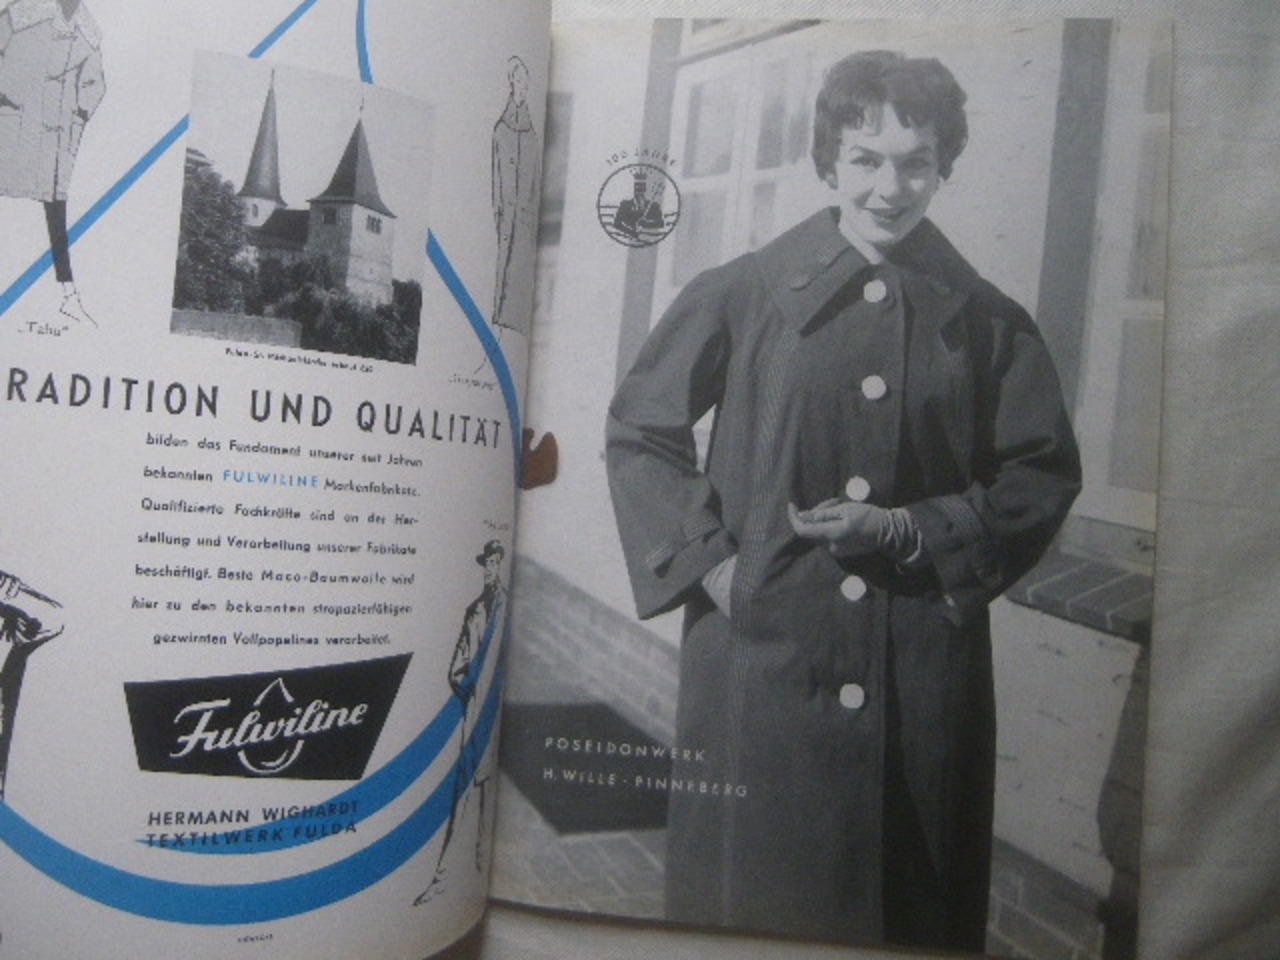 „Tahu"
RADITION UND QUALITÄT
bilden das Fundament unserer seit Jahren
bekannten FULWILINE Markenfabrikate.
Qualifizierte Fachkräfte sind an der Her-
stellung und Verarbeitung unserer Fabrikate
beschäftigt. Beste Maco-Baumwolle wird
hier zu den bekannten strapazierfähigen
gezwirnten Vollpopelines verarbeitet.
Fulwiline
HERMANN WIGHARDT
TEXTILWERK FULDA
100 JAHRE
POSEIDONWERK
H. WILLE - PINNEBERG